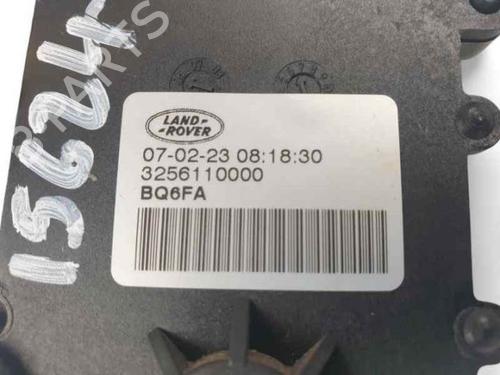 LAND-
-ROVER
07-02-23 08:18:30
3256110000
BQ6FA